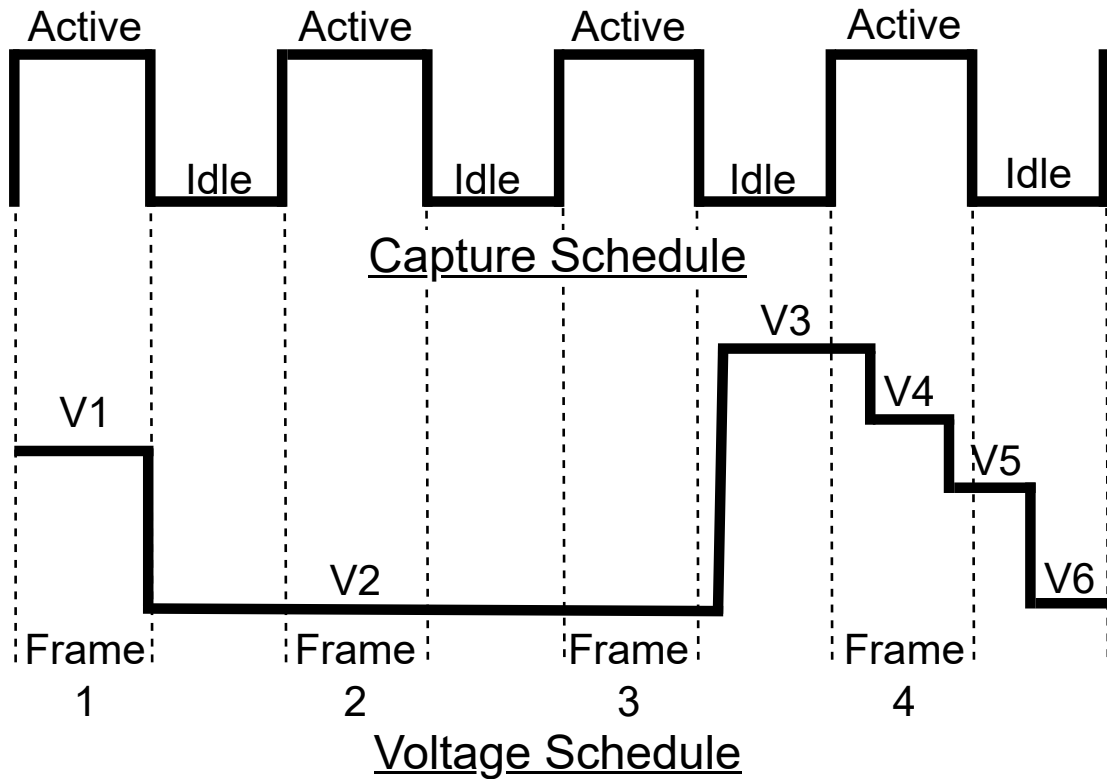 Active Active Active Active
Idle Idle Idle Idle
Capture Schedule
V3
V1 V4
V5
V2 V6
Frame Frame Frame Frame
1 2 3 4
Voltage Schedule